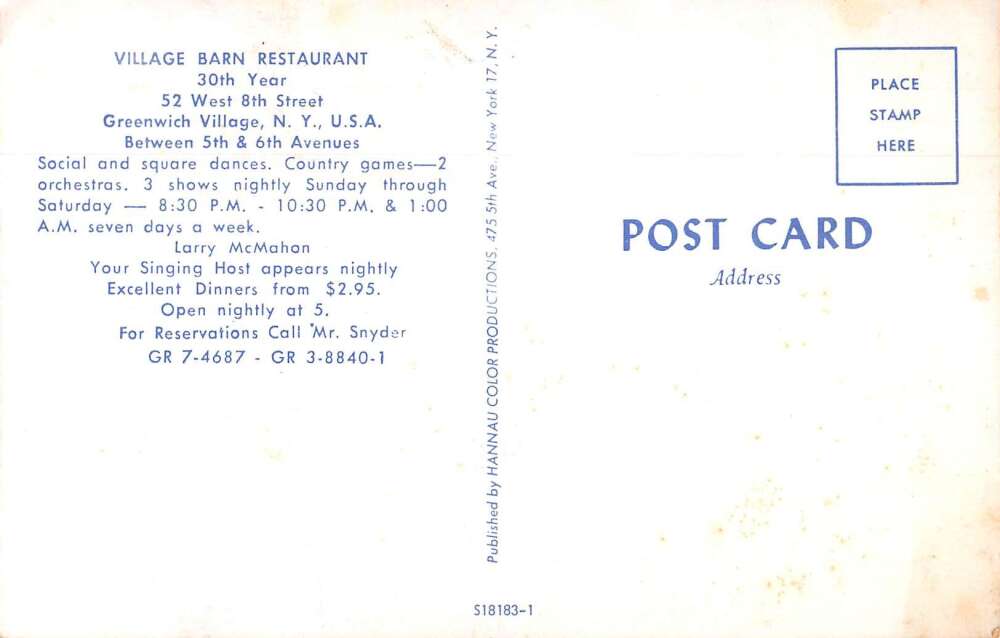 VILLAGE BARN RESTAURANT
30th Year
52 West 8th Street
Greenwich Village, N. Y., U.S.A.
Between 5th & 6th Avenues
Social and square dances. Country games—2
orchestras. 3 shows nightly Sunday through
Saturday — 8:30 P.M. - 10:30 P.M. & 1:00
A.M. seven days a week.
Larry McMahon
Your Singing Host appears nightly
Excellent Dinners from $2.95.
Open nightly at 5.
For Reservations Call Mr. Snyder
GR 7-4687 - GR 3-8840-1
Published by HANNAU COLOR PRODUCTIONS, 475 5th Ave., New York 17, N. Y.
S18183-1
PLACE
STAMP
HERE
POST CARD
Address